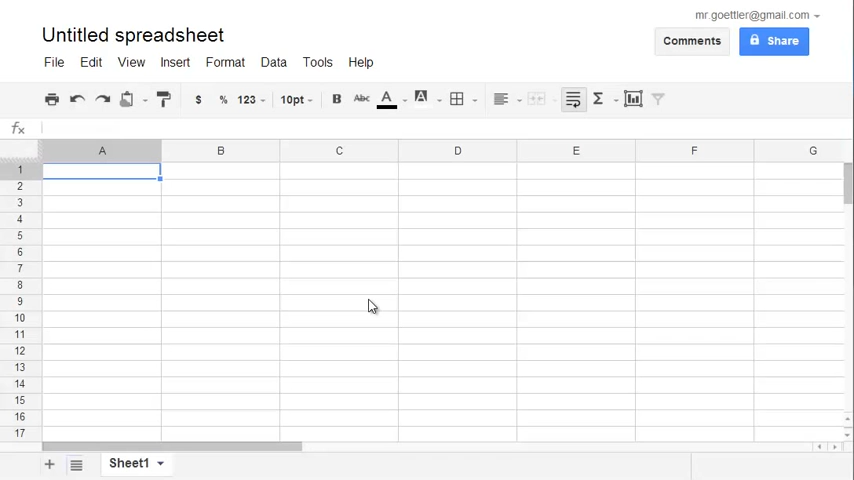 mr.goettler@gmail.com
Untitled spreadsheet
Comments
Share
File Edit View Insert Format Data Tools Help
$ % 123 10pt B Abc A A Σ
fx
A B C D E F G
1
2
3
4
5
6
7
8
9
10
11
12
13
14
15
16
17
+ Sheet1